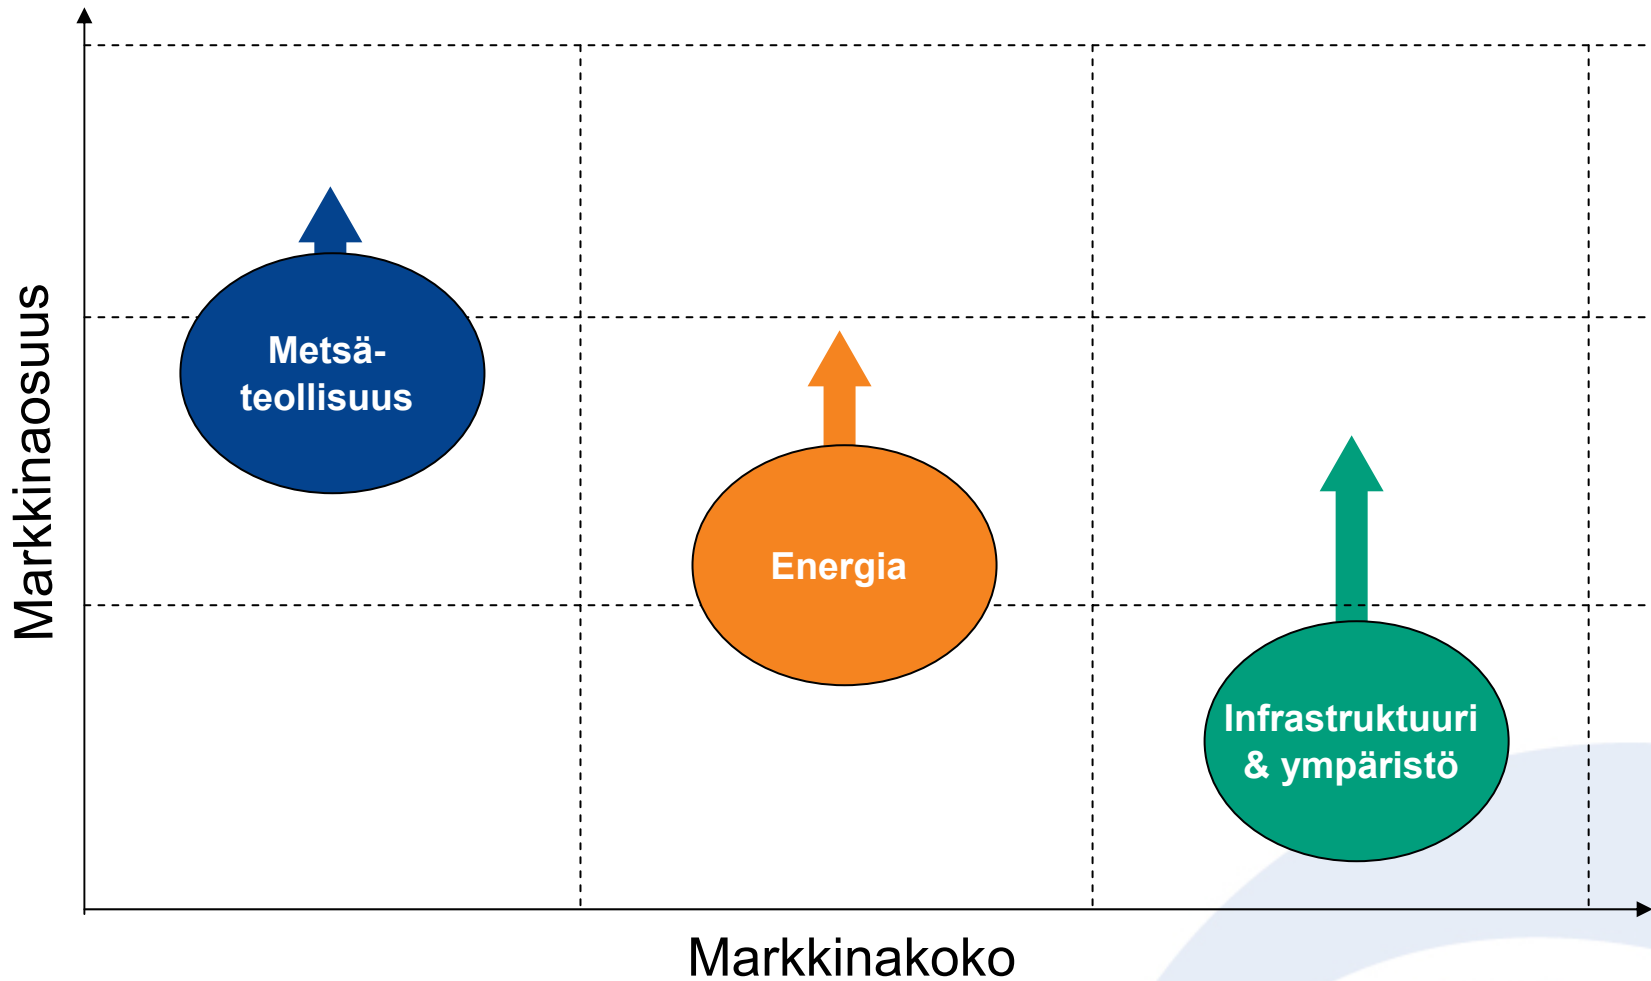 Markkinaosuus
Metsä-
teollisuus
Energia
Infrastruktuuri
& ympäristö
Markkinakoko